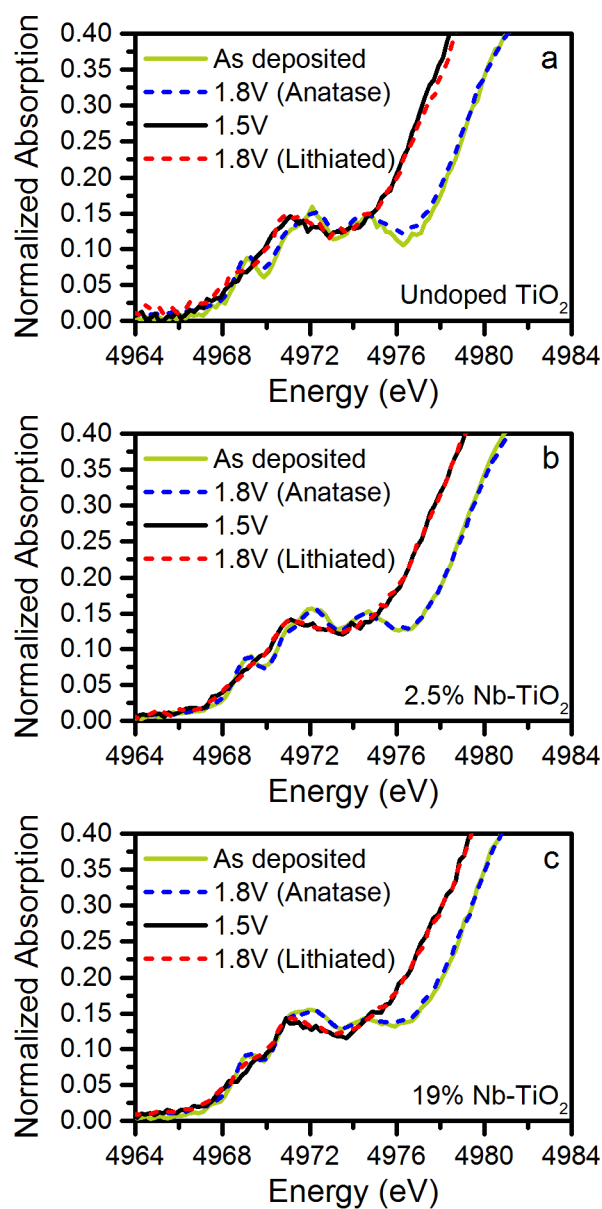 0.40
0.35
0.30
0.25
0.20
0.15
0.10
0.05
0.00
Normalized Absorption
As deposited
1.8V (Anatase)
1.5V
1.8V (Lithiated)
a
Undoped TiO₂
4964 4968 4972 4976 4980 4984
Energy (eV)
0.40
0.35
0.30
0.25
0.20
0.15
0.10
0.05
0.00
Normalized Absorption
As deposited
1.8V (Anatase)
1.5V
1.8V (Lithiated)
b
2.5% Nb-TiO₂
4964 4968 4972 4976 4980 4984
Energy (eV)
0.40
0.35
0.30
0.25
0.20
0.15
0.10
0.05
0.00
Normalized Absorption
As deposited
1.8V (Anatase)
1.5V
1.8V (Lithiated)
c
19% Nb-TiO₂
4964 4968 4972 4976 4980 4984
Energy (eV)